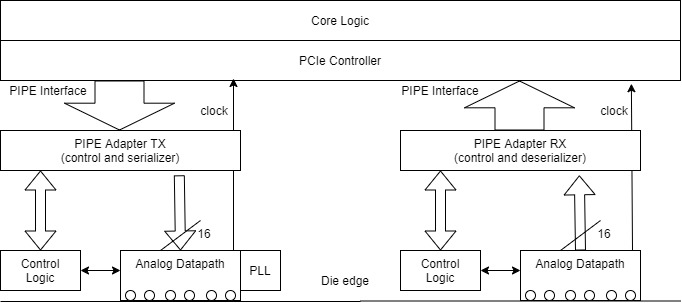 Core Logic
PCIe Controller
PIPE Interface
PIPE Interface
clock
clock
PIPE Adapter TX
(control and serializer)
PIPE Adapter RX
(control and deserializer)
16
16
Control
Logic
Analog Datapath
PLL
Die edge
Control
Logic
Analog Datapath